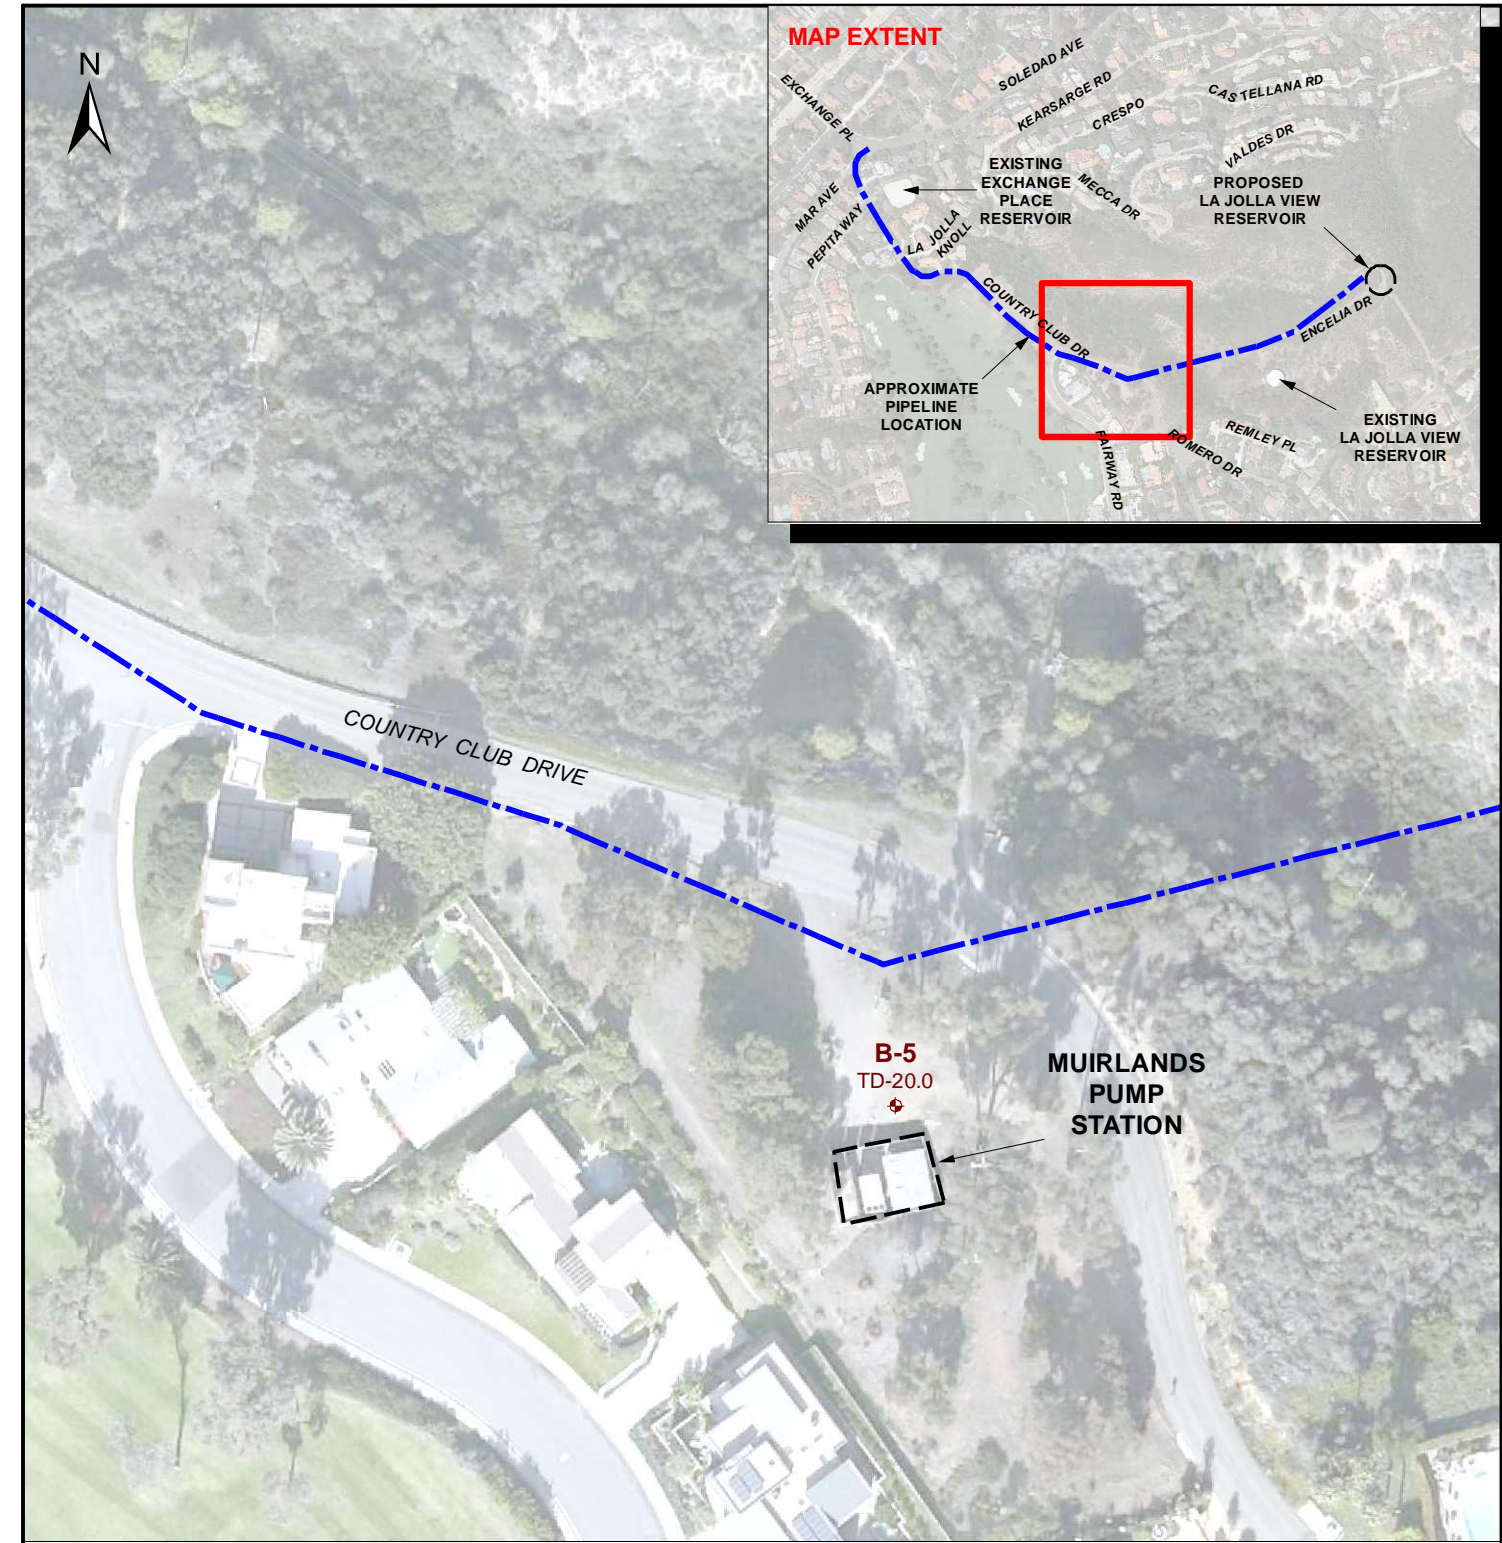 N
MAP EXTENT
SOLEDAD AVE
EXCHANGE PL
KEARSARGE RD
CRESPO
CASTELLANA RD
VALDES DR
EXISTING
EXCHANGE
PLACE
RESERVOIR
MECCA DR
PROPOSED
LA JOLLA VIEW
RESERVOIR
MAR AVE
PEPITA WAY
LA JOLLA
KNOLL
COUNTRY CLUB DR
ENCELIA DR
APPROXIMATE
PIPELINE
LOCATION
EXISTING
LA JOLLA VIEW
RESERVOIR
FAIRWAY RD
ROMERO DR
REMLEY PL
COUNTRY CLUB DRIVE
B-5
TD-20.0
MUIRLANDS
PUMP
STATION